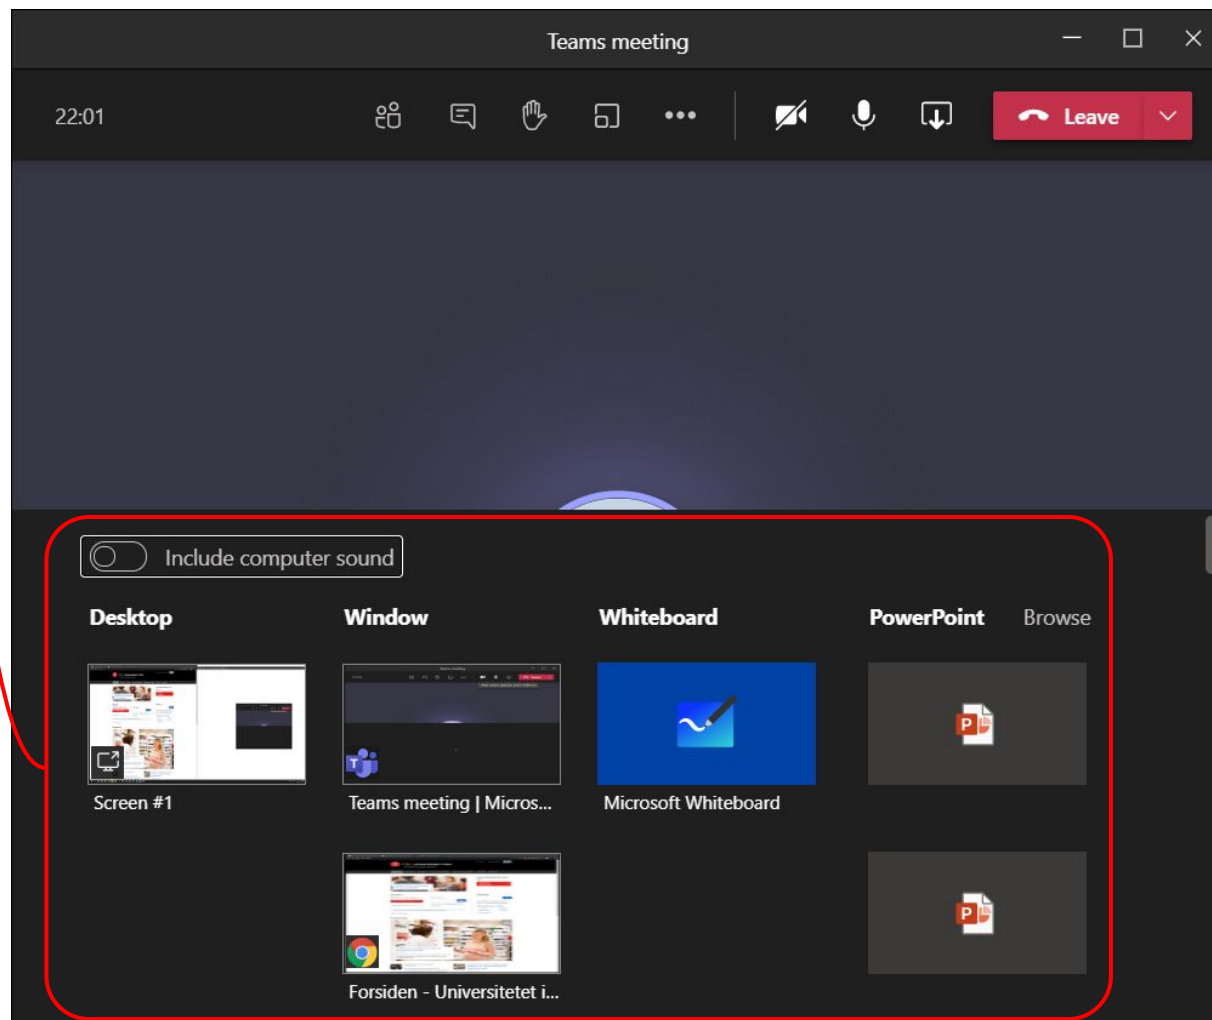 Teams meeting
22:01
Leave
Include computer sound
Desktop Window Whiteboard PowerPoint Browse
Screen #1 Teams meeting | Micros... Microsoft Whiteboard
Forsiden - Universitetet i...